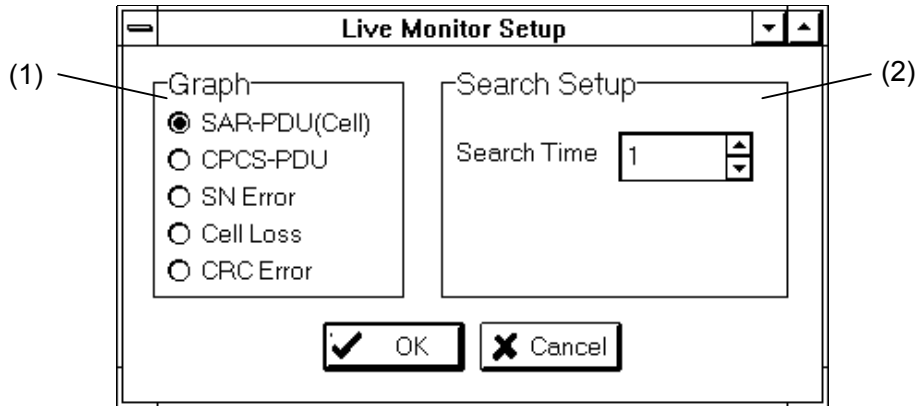 Live Monitor Setup
(1)
(2)
Graph
SAR-PDU(Cell)
CPCS-PDU
SN Error
Cell Loss
CRC Error
Search Setup
Search Time 1
OK
Cancel